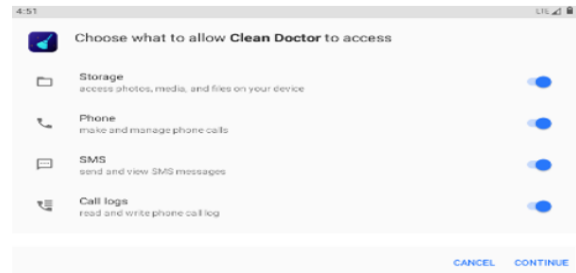 4:51
LTE
Choose what to allow Clean Doctor to access
Storage
access photos, media, and files on your device
Phone
make and manage phone calls
SMS
send and view SMS messages
Call logs
read and write phone call log
CANCEL CONTINUE